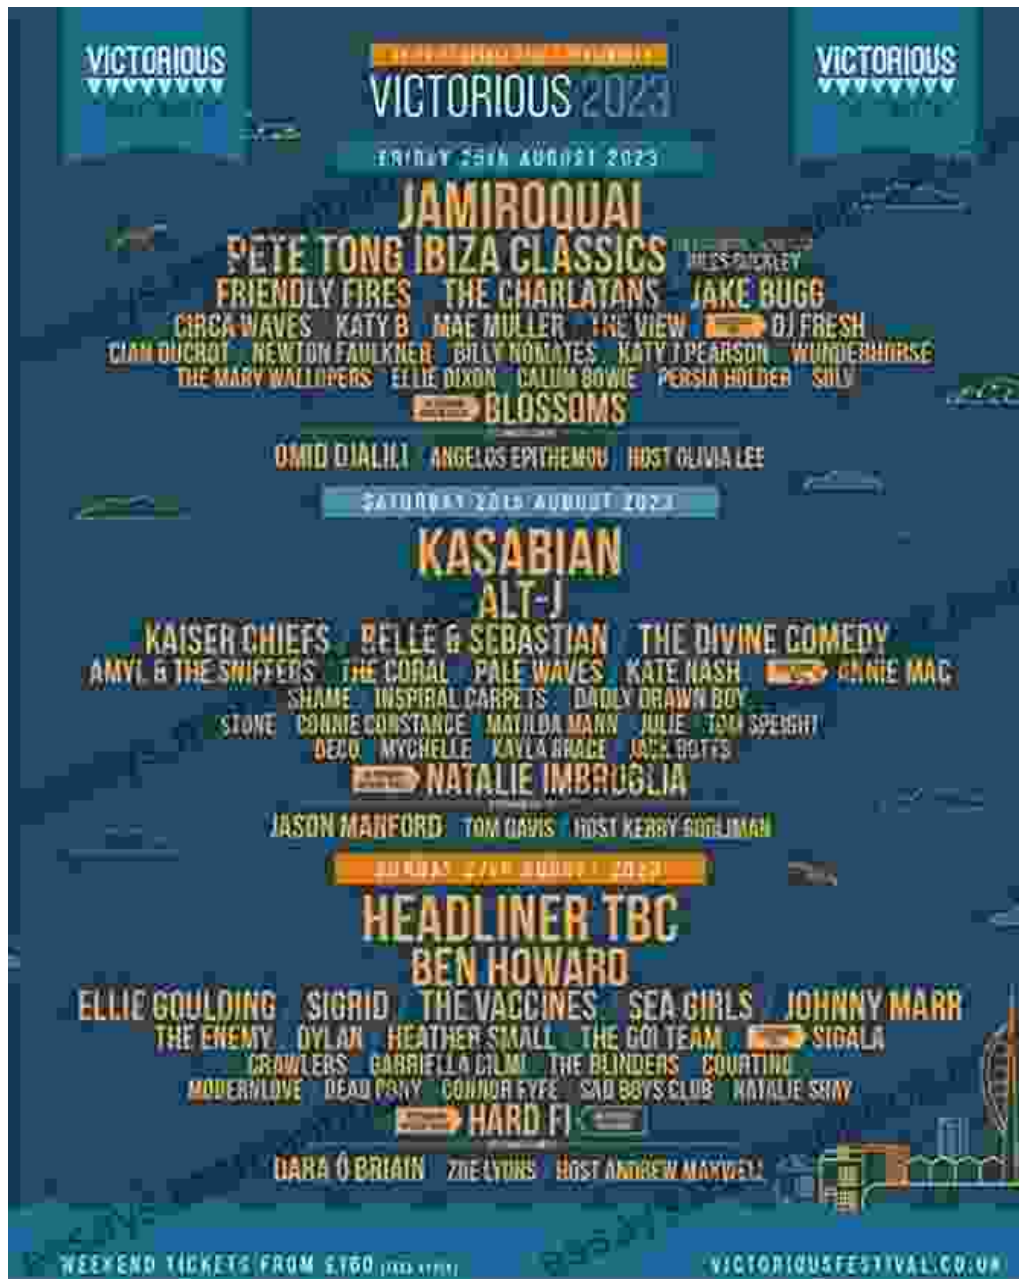 VICTORIOUS
VICTORIOUS
VICTORIOUS 2023
FRIDAY 25th AUGUST 2023
JAMIROQUAI
PETE TONG IBIZA CLASSICS
JULES BUCKLEY
FRIENDLY FIRES THE CHARLATANS JAKE BUGG
CIRCA WAVES KATY B MAE MULLER THE VIEW DJ FRESH
CIAN DUCROT NEWTON FAULKNER BILLY NOMATES KATY J PEARSON WUNDERHORSE
THE MARY WALLOPERS ELLIE DIXON CALUM BOWIE PERSIA HOLDER
BLOSSOMS
OMID DJALILI ANGELOS EPITHEMOU HOST OLIVIA LEE
SATURDAY 26th AUGUST 2023
KASABIAN
ALT-J
KAISER CHIEFS BELLE & SEBASTIAN THE DIVINE COMEDY
AMYL & THE SNIFFERS THE CORAL PALE WAVES KATE NASH ANNIE MAC
SHAME INSPIRAL CARPETS BADLY DRAWN BOY
STONE CONNIE CONSTANCE MATILDA MANN JULIE TOM SPEIGHT
DECO MYCHELLE KAYLA GRACE JACK BOTTS
NATALIE IMBRUGLIA
JASON MANFORD TOM DAVIS HOST KERRY GODLIMAN
SUNDAY 27th AUGUST 2023
HEADLINER TBC
BEN HOWARD
ELLIE GOULDING SIGRID THE VACCINES SEA GIRLS JOHNNY MARR
THE ENEMY DYLAN HEATHER SMALL THE GO! TEAM SIGALA
CRAWLERS GABRIELLA CILMI THE BLINDERS COURTING
MODERNLOVE DEAD PONY CONNOR FYFE SAD BOYS CLUB NATALIE SHAY
HARD FI
DARA Ó BRIAIN ZOE LYONS HOST ANDREW MAXWELL
WEEKEND TICKETS FROM £160
VICTORIOUSFESTIVAL.CO.UK